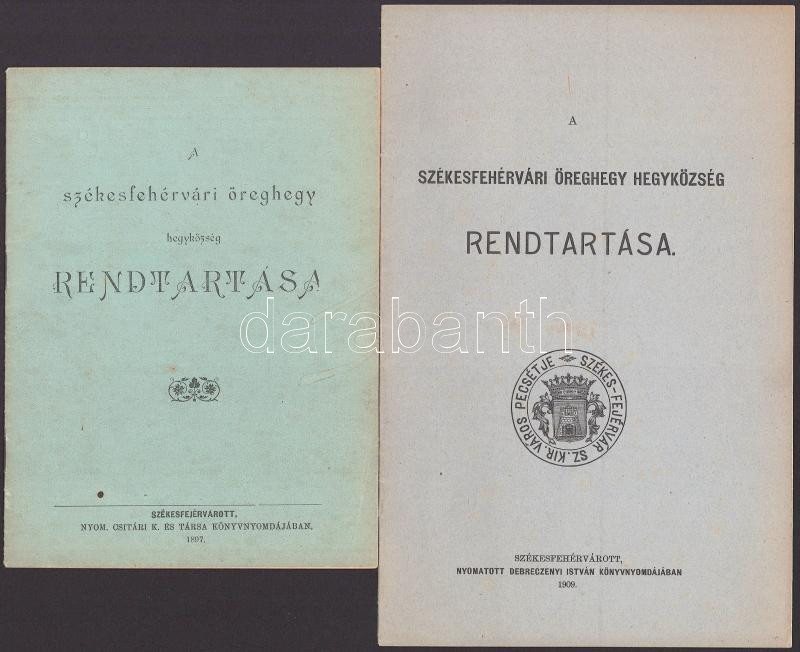 A
székesfehérvári öreghegy
hegyközség
RENDTARTÁSA
SZÉKESFEJÉRVÁROTT,
NYOM. CSITÁRI K. ÉS TÁRSA KÖNYVNYOMDÁJÁBAN.
1897.
A
SZÉKESFEHÉRVÁRI ÖREGHEGY HEGYKÖZSÉG
RENDTARTÁSA.
SZÉKES-FEJÉRVÁR SZ. KIR. VÁROS PECSÉTJE
SZÉKESFEHÉRVÁROTT,
NYOMATOTT DEBRECZENYI ISTVÁN KÖNYVNYOMDÁJÁBAN
1909.
darabanth